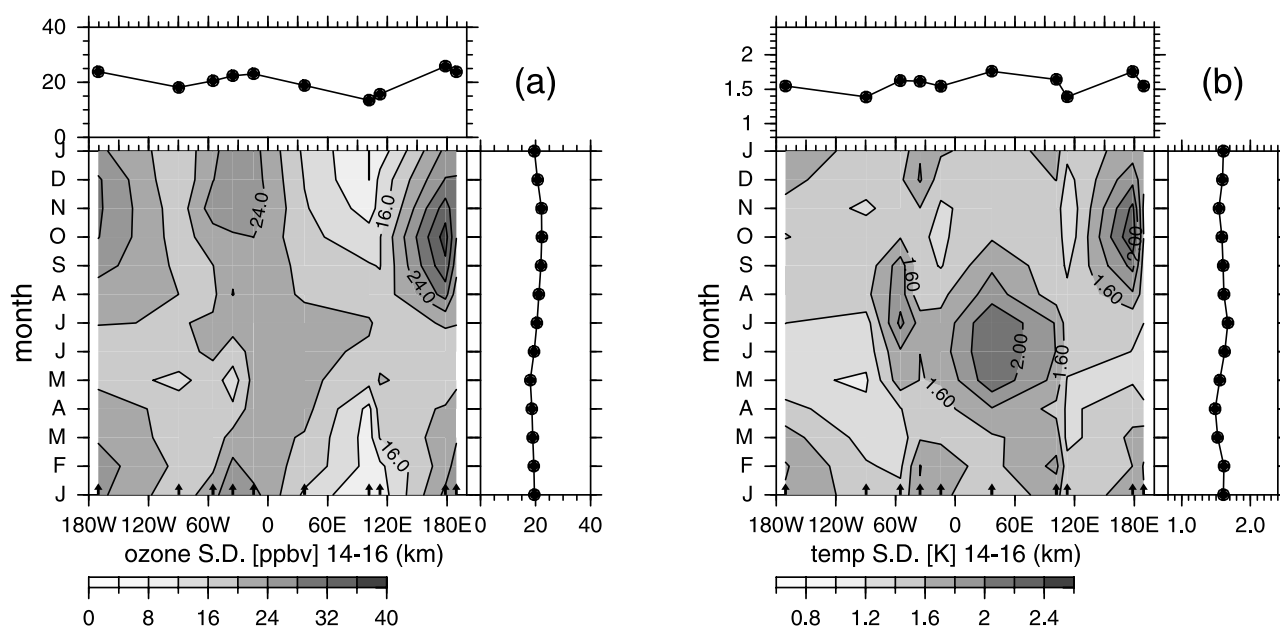 40
20
0
(a)
2
1.5
1
(b)
J
D
N
O
S
A
J
J
M
A
M
F
J
month
24.0
16.0
24.0
16.0
180W 120W 60W 0 60E 120E 180E
0 20 40
ozone S.D. [ppbv] 14-16 (km)
0 8 16 24 32 40
J
D
N
O
S
A
J
J
M
A
M
F
J
month
2.00
1.60
1.60
2.00
1.60
1.60
180W 120W 60W 0 60E 120E 180E
1.0 2.0
temp S.D. [K] 14-16 (km)
0.8 1.2 1.6 2 2.4